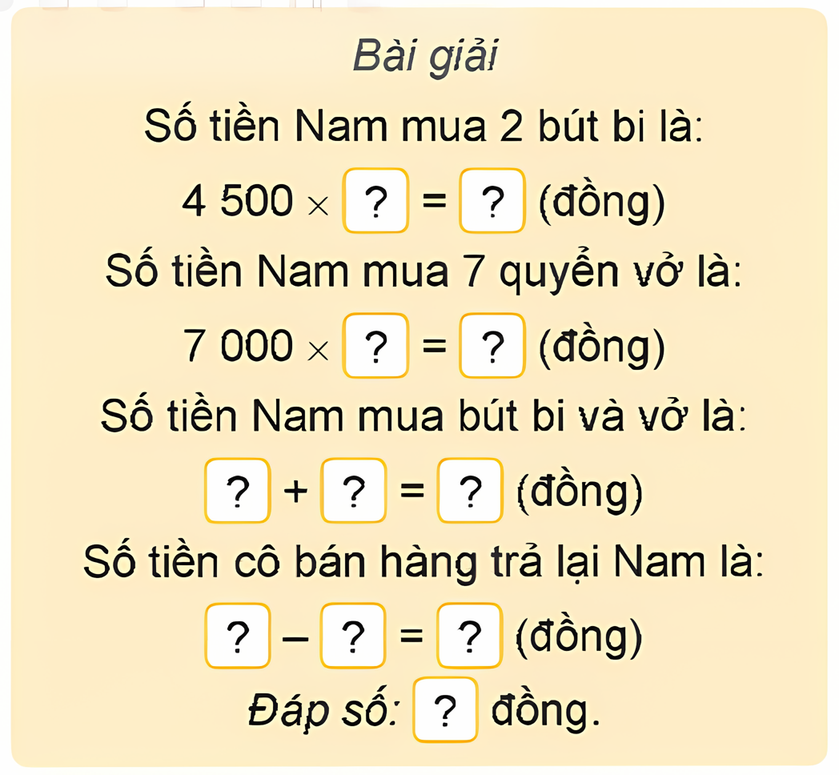 Bài giải
Số tiền Nam mua 2 bút bi là:
4 500 × ? = ? (đồng)
Số tiền Nam mua 7 quyển vở là:
7 000 × ? = ? (đồng)
Số tiền Nam mua bút bi và vở là:
? + ? = ? (đồng)
Số tiền cô bán hàng trả lại Nam là:
? – ? = ? (đồng)
Đáp số: ? đồng.